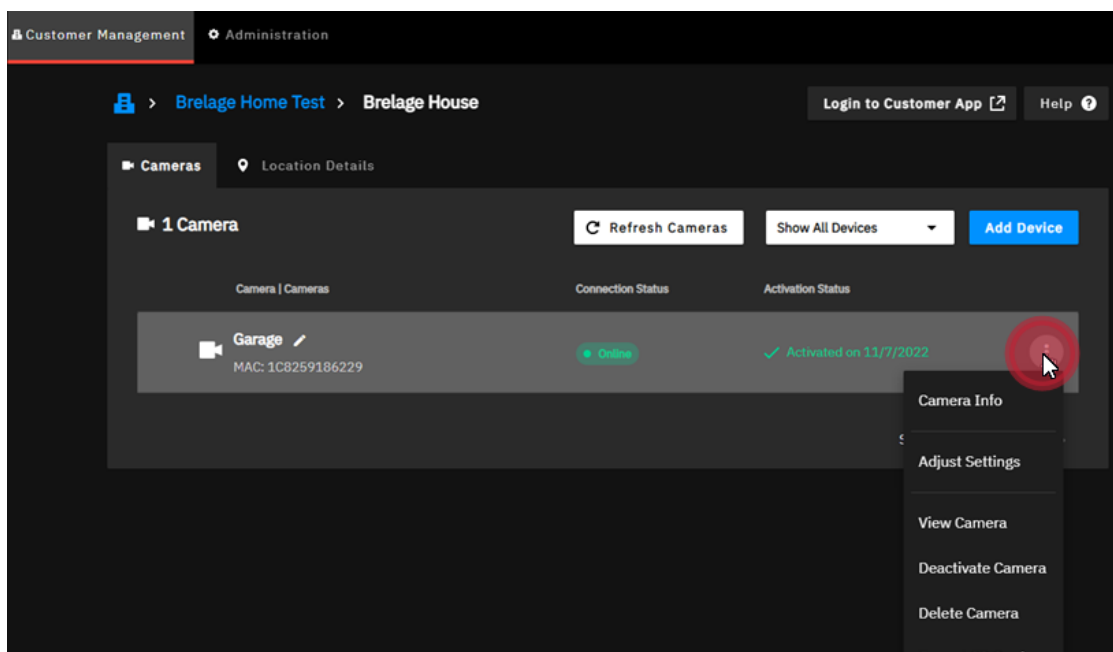 Customer Management Administration
Brelage Home Test > Brelage House Login to Customer App Help ?
Cameras Location Details
1 Camera Refresh Cameras Show All Devices Add Device
Camera | Cameras Connection Status Activation Status
Garage
Online Activated on 11/7/2022
MAC: 1C8259186229
Camera Info
Adjust Settings
View Camera
Deactivate Camera
Delete Camera